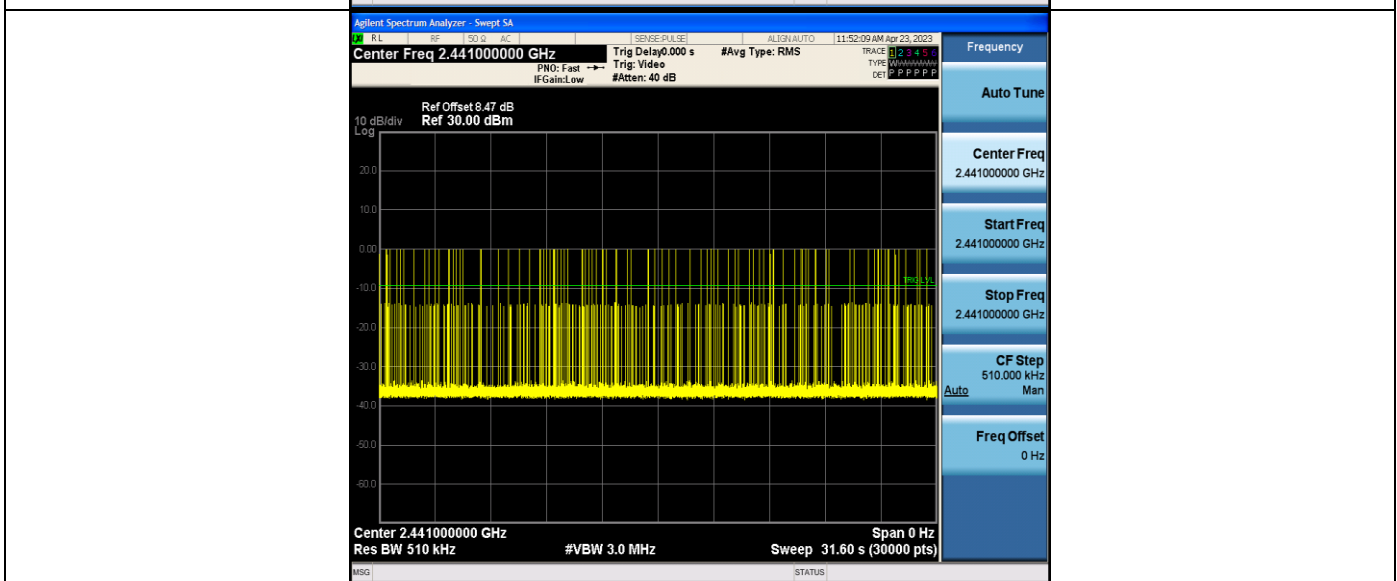 Agilent Spectrum Analyzer - Swept SA
RL RF 50 Ω AC SENSE:PULSE ALIGN AUTO 11:52:09 AM Apr 23, 2023
Center Freq 2.441000000 GHz Trig Delay0.000 s #Avg Type: RMS TRACE 1 2 3 4 5 6
PNO: Fast Trig: Video TYPE
IFGain:Low #Atten: 40 dB DET P P P P P P
Ref Offset 8.47 dB
10 dB/div Ref 30.00 dBm
Log
20.0
10.0
0.00
TRIG LVL
-10.0
-20.0
-30.0
-40.0
-50.0
-60.0
Center 2.441000000 GHz Span 0 Hz
Res BW 510 kHz #VBW 3.0 MHz Sweep 31.60 s (30000 pts)
MSG STATUS
Frequency
Auto Tune
Center Freq
2.441000000 GHz
Start Freq
2.441000000 GHz
Stop Freq
2.441000000 GHz
CF Step
510.000 kHz
Auto Man
Freq Offset
0 Hz